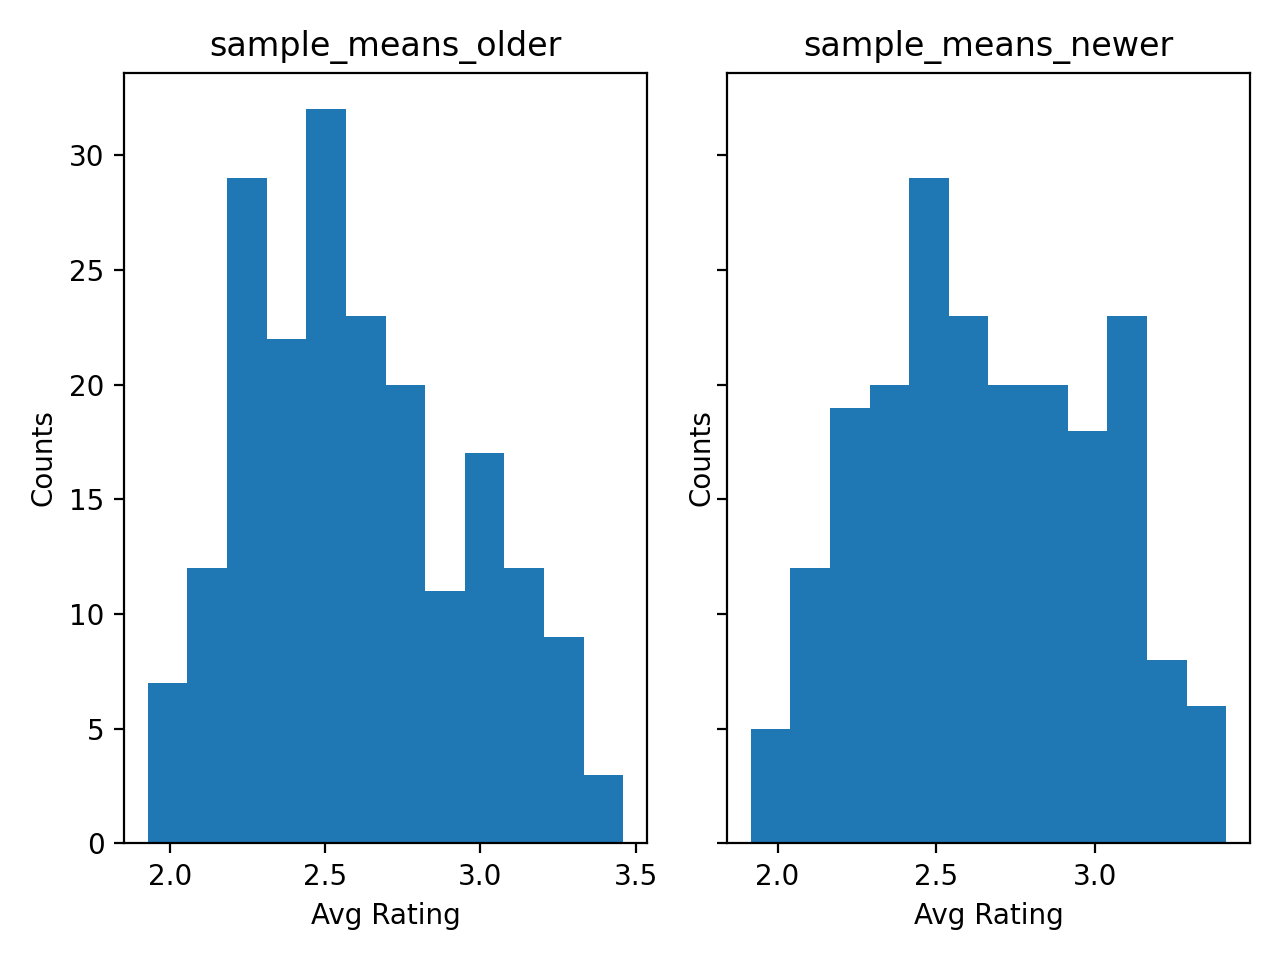 sample_means_older
sample_means_newer
30
25
20
15
10
5
0
Counts
Counts
2.0 2.5 3.0 3.5
2.0 2.5 3.0
Avg Rating
Avg Rating